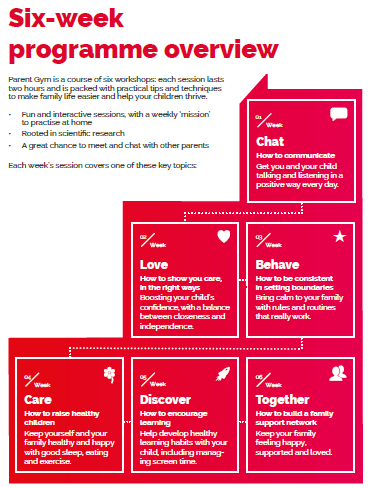 Six-week
programme overview
Parent Gym is a course of six workshops: each session lasts
two hours and is packed with practical tips and techniques
to make family life easier and help your children thrive.
• Fun and interactive sessions, with a weekly 'mission'
to practise at home
• Rooted in scientific research
• A great chance to meet and chat with other parents
Each week's session covers one of these key topics:
01/Week
Chat
How to communicate
Get you and your child
talking and listening in a
positive way every day.
02/Week
Love
How to show you care,
in the right ways
Boosting your child's
confidence, with a balance
between closeness and
independence.
03/Week
Behave
How to be consistent
in setting boundaries
Bring calm to your family
with rules and routines
that really work.
04/Week
Care
How to raise healthy
children
Keep yourself and your
family healthy and happy
with good sleep, eating
and exercise.
05/Week
Discover
How to encourage
learning
Help develop healthy
learning habits with your
child, including manag-
ing screen time.
06/Week
Together
How to build a family
support network
Keep your family
feeling happy,
supported and loved.